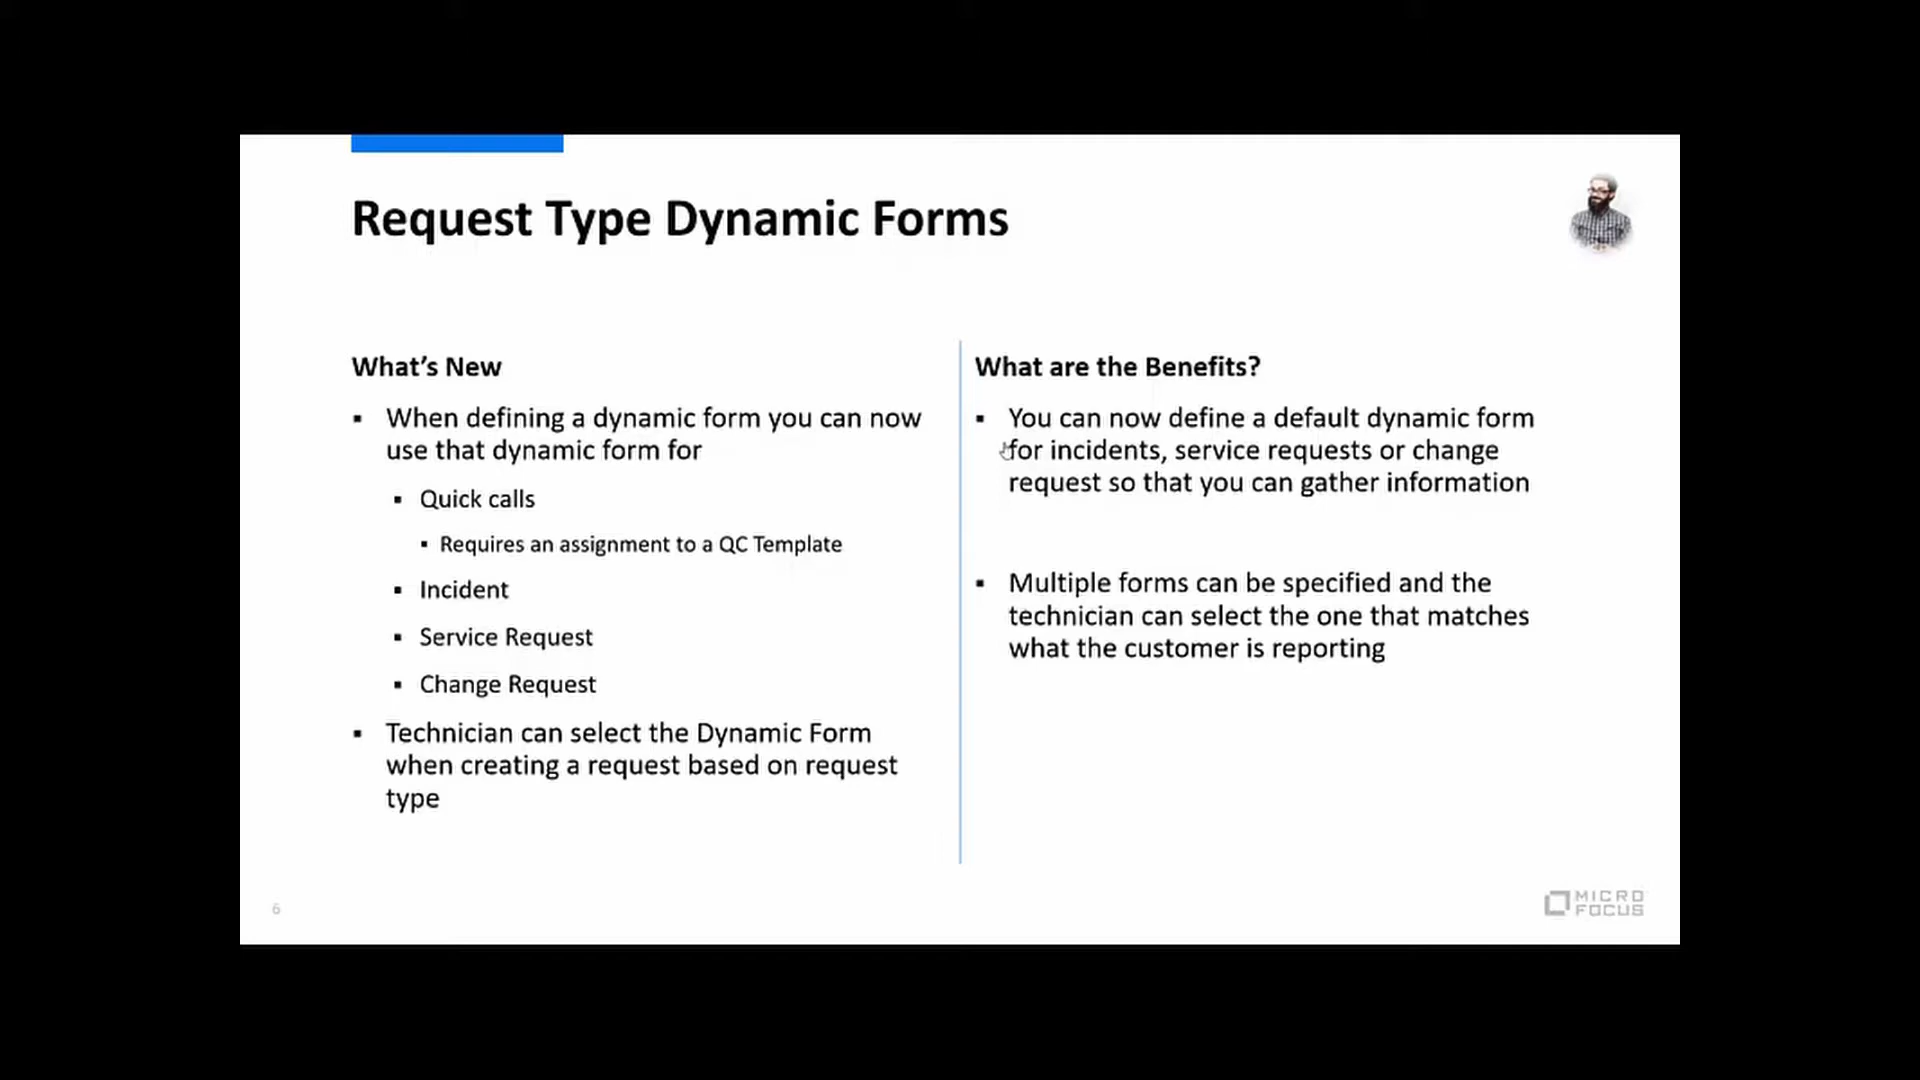 Request Type Dynamic Forms
What's New
▪ When defining a dynamic form you can now
use that dynamic form for
▪ Quick calls
▪ Requires an assignment to a QC Template
▪ Incident
▪ Service Request
▪ Change Request
▪ Technician can select the Dynamic Form
when creating a request based on request
type
What are the Benefits?
▪ You can now define a default dynamic form
for incidents, service requests or change
request so that you can gather information
▪ Multiple forms can be specified and the
technician can select the one that matches
what the customer is reporting
6
MICRO
FOCUS